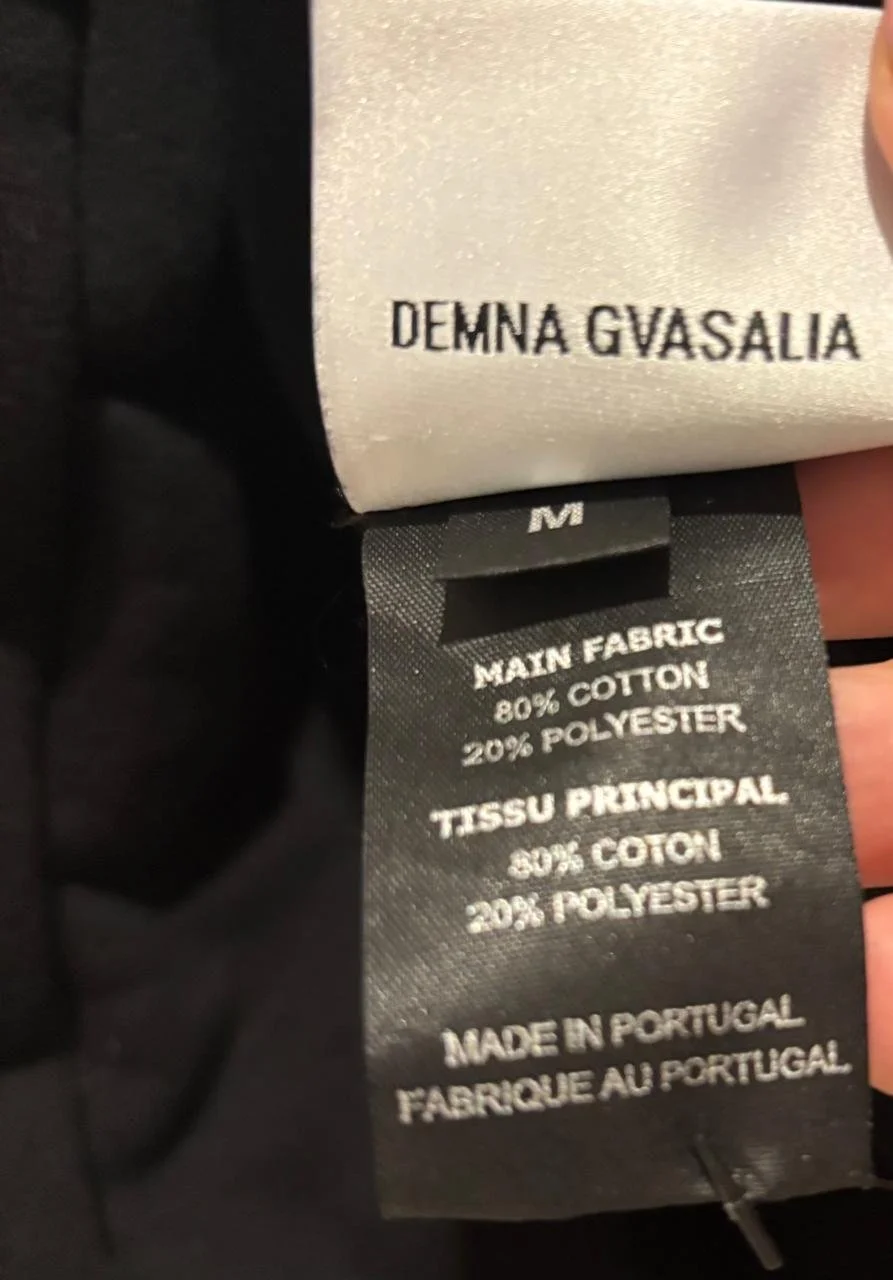 DEMNA GVASALIA
M
MAIN FABRIC
80% COTTON
20% POLYESTER
TISSU PRINCIPAL
80% COTON
20% POLYESTER
MADE IN PORTUGAL
FABRIQUE AU PORTUGAL